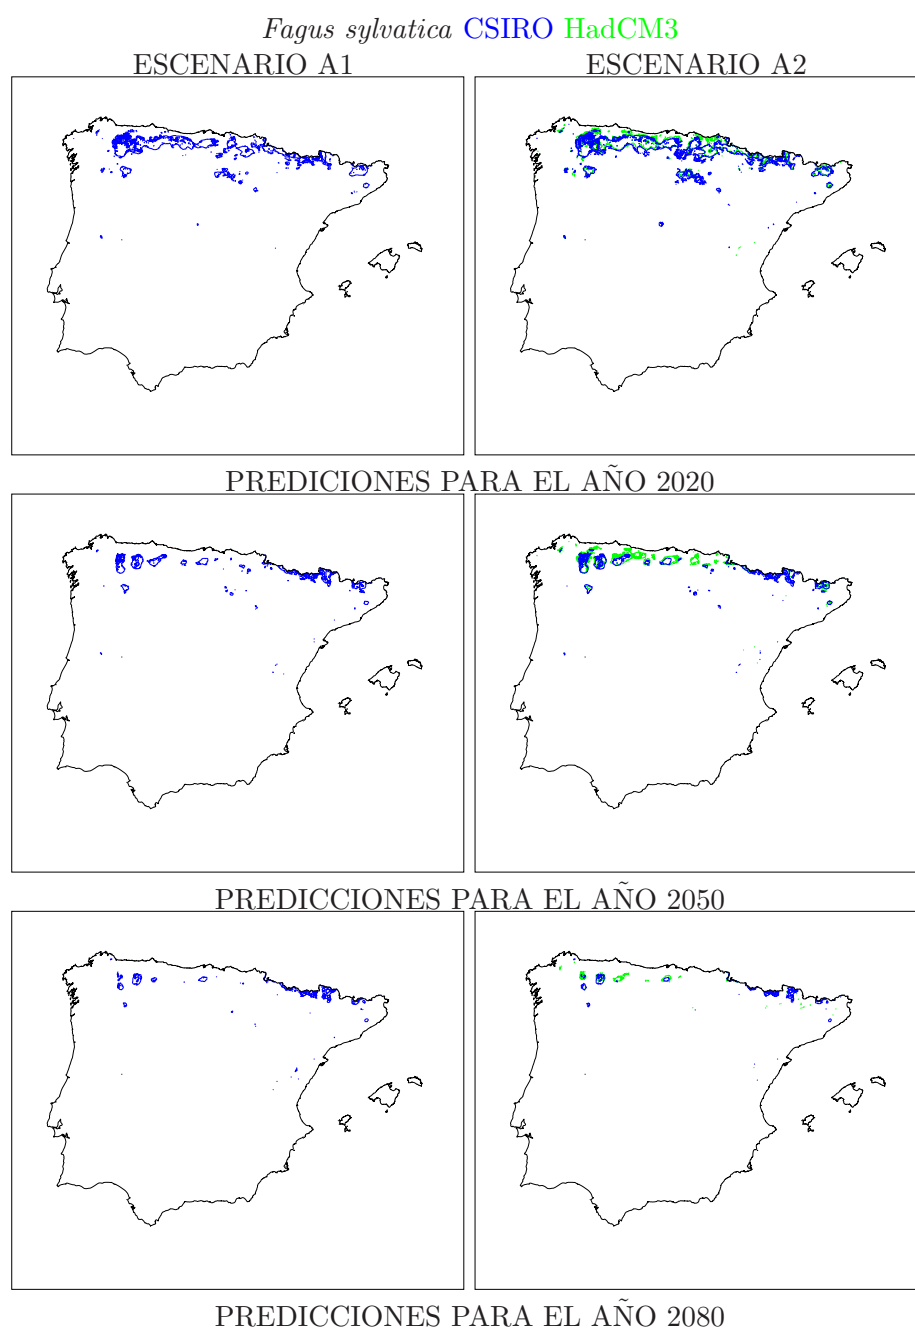 Fagus sylvatica CSIRO HadCM3
ESCENARIO A1
ESCENARIO A2
PREDICIONES PARA EL AÑO 2020
PREDICCIONES PARA EL AÑO 2050
PREDICCIONES PARA EL AÑO 2080